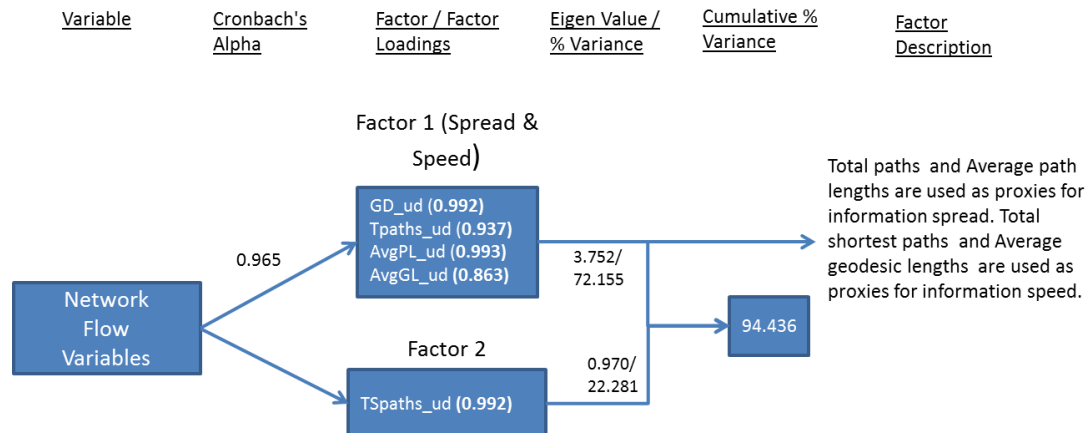 Variable
Cronbach's
Alpha
Factor / Factor
Loadings
Eigen Value /
% Variance
Cumulative %
Variance
Factor
Description
Factor 1 (Spread &
Speed)
GD_ud (0.992)
Tpaths_ud (0.937)
AvgPL_ud (0.993)
AvgGL_ud (0.863)
0.965
3.752/
72.155
Total paths and Average path
lengths are used as proxies for
information spread. Total
shortest paths and Average
geodesic lengths are used as
proxies for information speed.
Network
Flow
Variables
94.436
Factor 2
TSpaths_ud (0.992)
0.970/
22.281